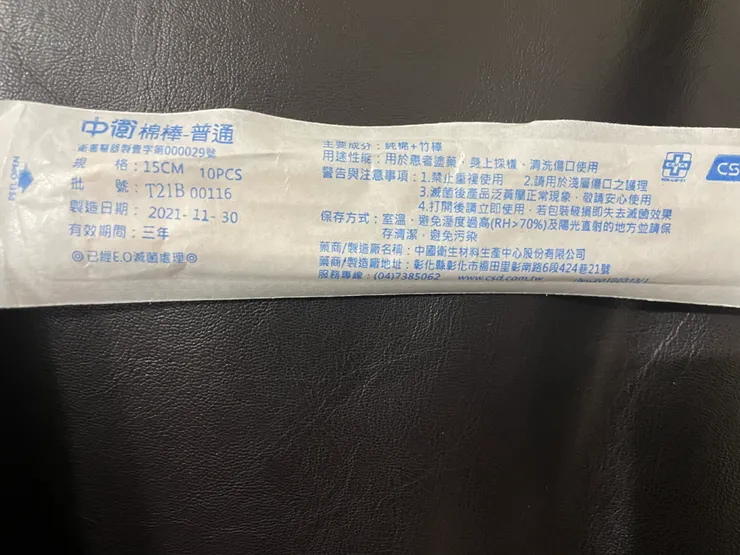 PEEL OPEN
中衛棉棒-普通
衛署醫器製壹字第000029號
規 格:15CM 10PCS
批 號:T21B 00116
製造日期: 2021-11-30
有效期間:三年
◎已經E.O滅菌處理◎
主要成分:純棉+竹棒
用途性能:用於患者塗藥、身上採樣、清洗傷口使用
警告與注意事項:1.禁止重複使用 2.請用於淺層傷口之護理
3.滅菌後產品泛黃屬正常現象,敬請安心使用
4.打開後請立即使用,若包裝破損即失去滅菌效果
保存方式:室溫、避免溼度過高(RH>70%)及陽光直射的地方並請保
存清潔,避免污染
藥商/製造廠名稱:中國衛生材料生產中心股份有限公司
藥商/製造廠地址:彰化縣彰化市福田里彰南路6段424巷21號
服務專線:(04)7385062 www.csd.com.tw
CS